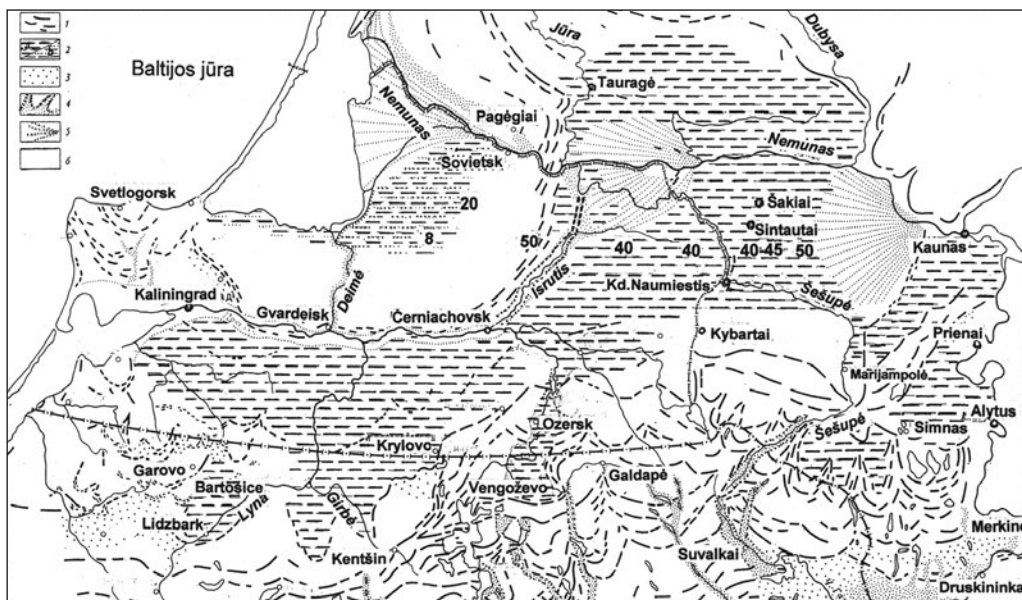 1
2
3
4
5
6
Baltijos jūra
Jūra
Dubysa
Tauragė
Nemunas
Pagėgiai
Nemunas
Sovietsk
Svetlogorsk
20
Šakiai
8
50
Sintautai
40
40
40-45
50
Kaunas
Kaliningrad
Gvardeisk
Deimė
Černiachovsk
Isrutis
Kd.Naumiestis
Šešupė
Kybartai
Prienai
Marijampolė
Ozersk
Šešupė
Simnas
Alytus
Krylovo
Garovo
Bartošice
Vengoževo
Galdapė
Lyna
Girbė
Lidzbark
Kentšin
Suvalkai
Merkinė
Druskininka